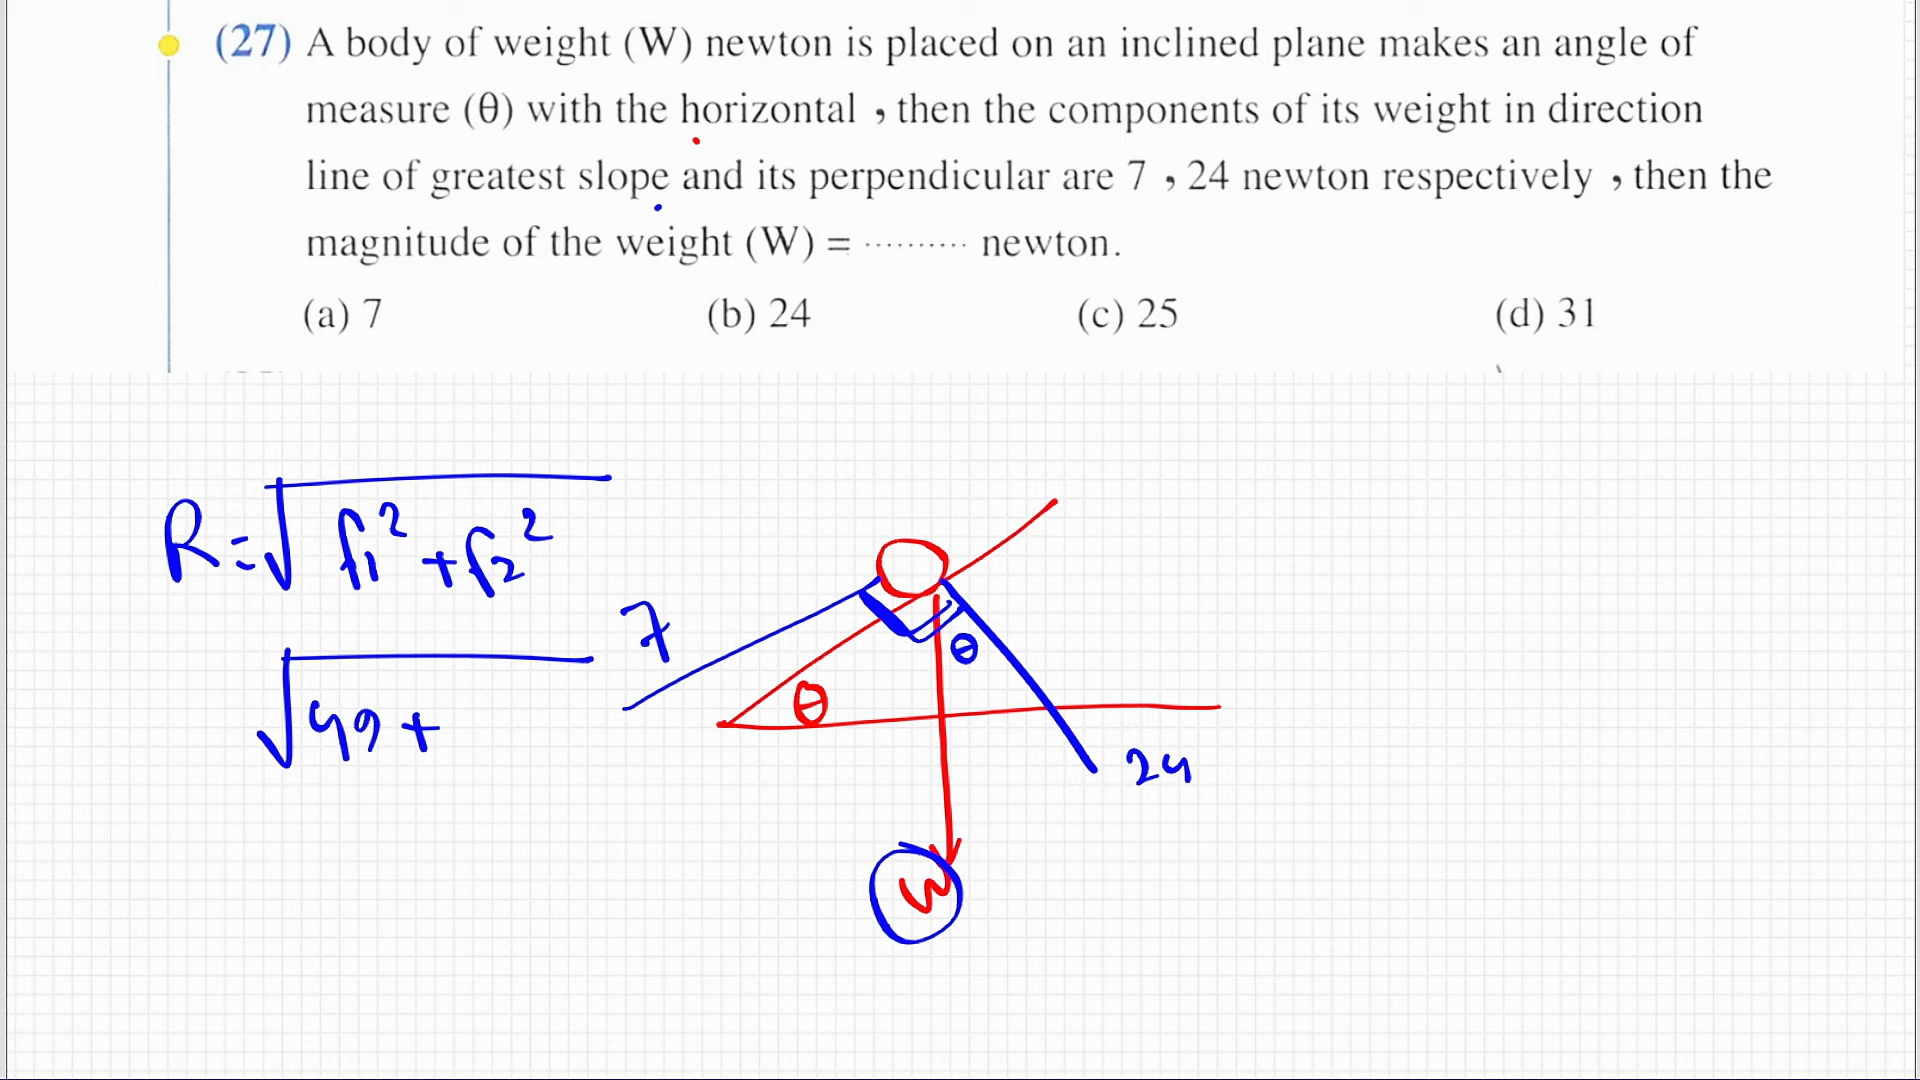 (27) A body of weight (W) newton is placed on an inclined plane makes an angle of
measure (θ) with the horizontal , then the components of its weight in direction
line of greatest slope and its perpendicular are 7 , 24 newton respectively , then the
magnitude of the weight (W) = ·········· newton.
(a) 7 (b) 24 (c) 25 (d) 31
R = √(f₁² + f₂²)
√(49 +
7
θ
θ
24
W